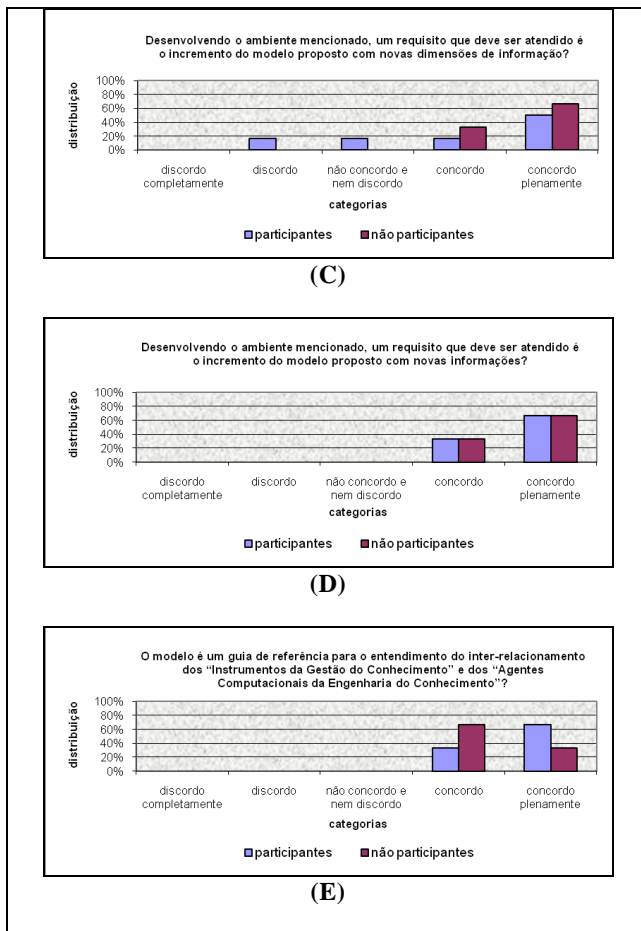 Desenvolvendo o ambiente mencionado, um requisito que deve ser atendido é
o incremento do modelo proposto com novas dimensões de informação?
distribuição
100%
80%
60%
40%
20%
0%
discordo completamente
discordo
não concordo e nem discordo
concordo
concordo plenamente
categorias
participantes
não participantes
(C)
Desenvolvendo o ambiente mencionado, um requisito que deve ser atendido é
o incremento do modelo proposto com novas informações?
distribuição
100%
80%
60%
40%
20%
0%
discordo completamente
discordo
não concordo e nem discordo
concordo
concordo plenamente
categorias
participantes
não participantes
(D)
O modelo é um guia de referência para o entendimento do inter-relacionamento
dos “Instrumentos da Gestão do Conhecimento” e dos “Agentes
Computacionais da Engenharia do Conhecimento”?
distribuição
100%
80%
60%
40%
20%
0%
discordo completamente
discordo
não concordo e nem discordo
concordo
concordo plenamente
categorias
participantes
não participantes
(E)